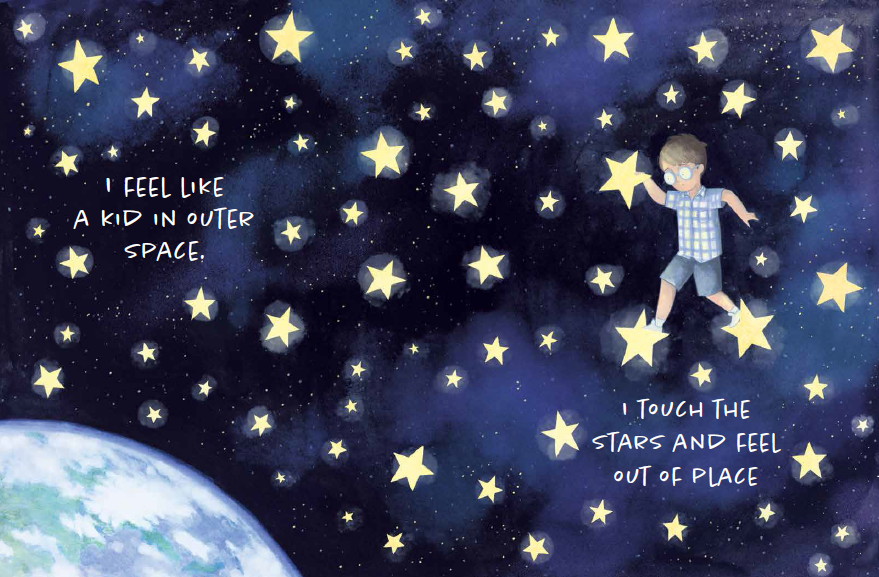 I FEEL LIKE
A KID IN OUTER
SPACE.
I TOUCH THE
STARS AND FEEL
OUT OF PLACE